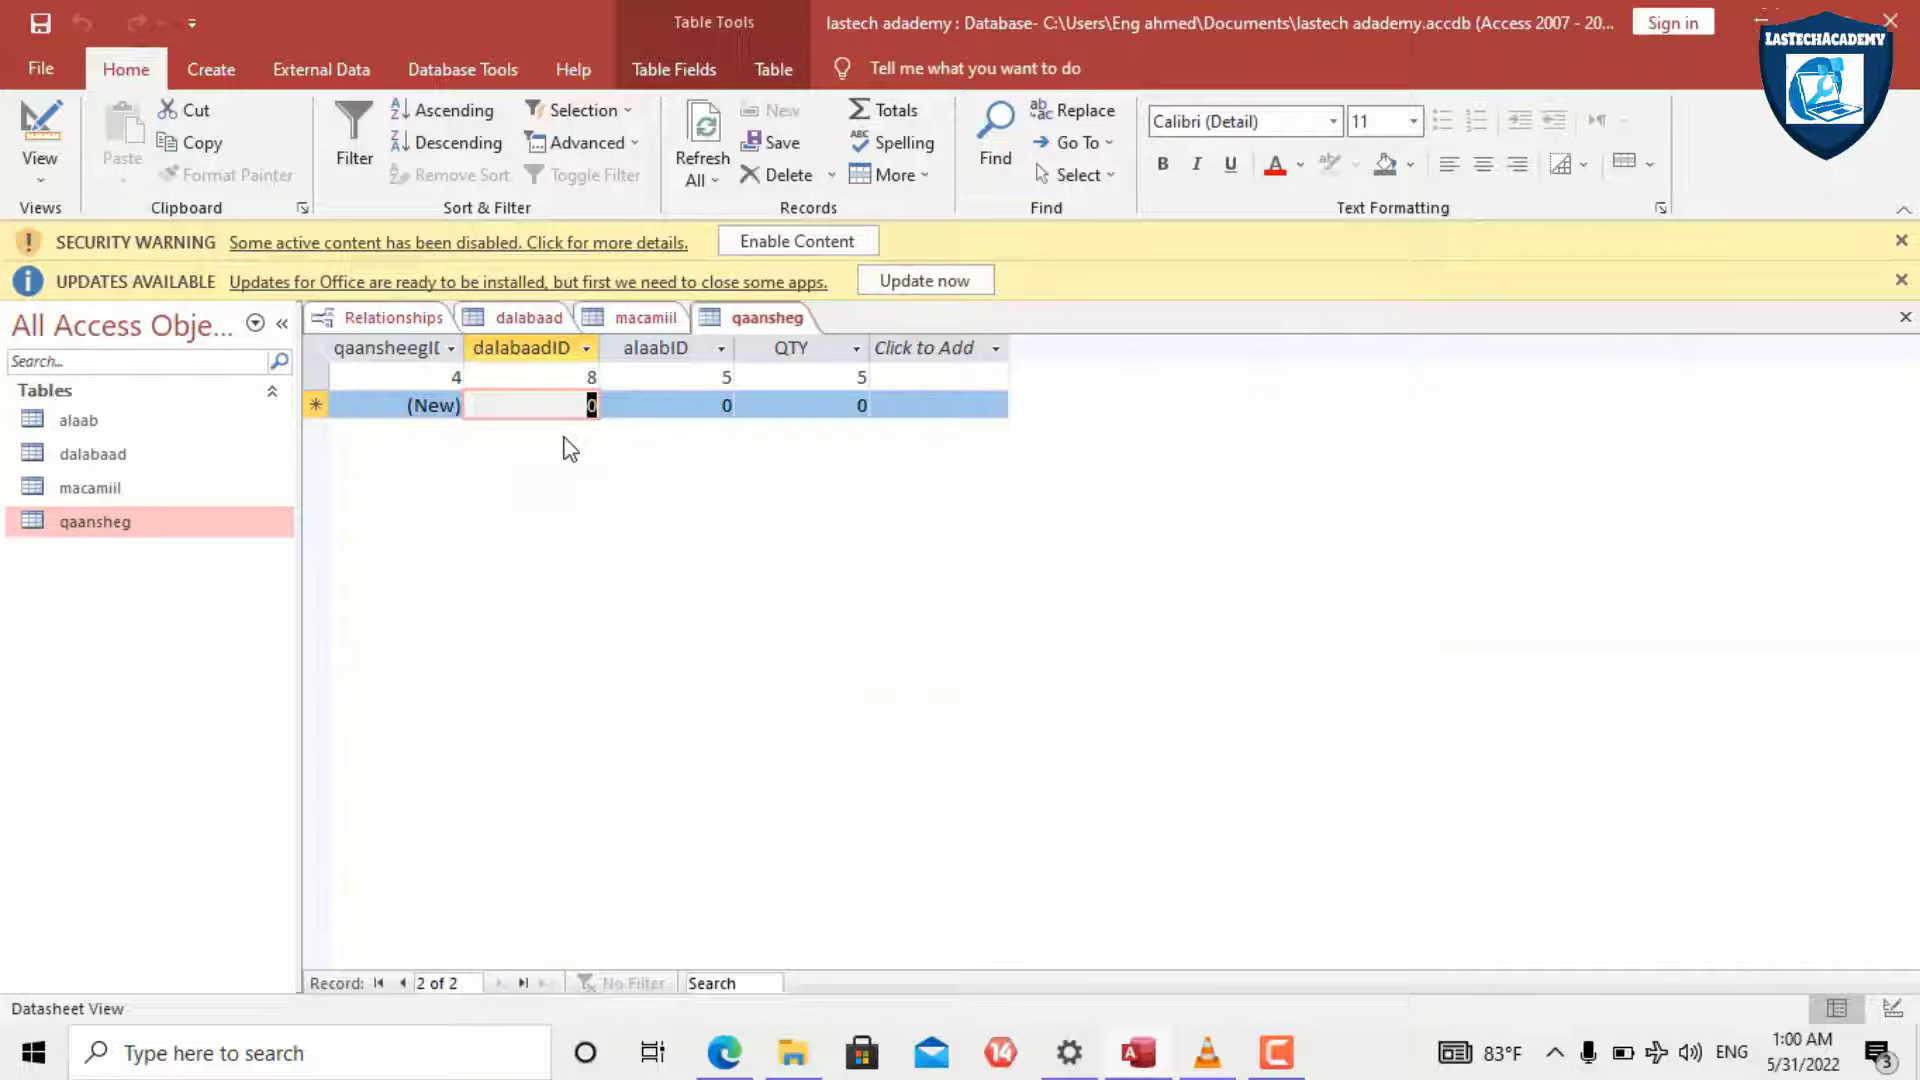 Table Tools
lastech adademy : Database- C:\Users\Eng ahmed\Documents\lastech adademy.accdb (Access 2007 - 20...
Sign in
LASTECHACADEMY
File
Home
Create
External Data
Database Tools
Help
Table Fields
Table
Tell me what you want to do
View
Views
Paste
Cut
Copy
Format Painter
Clipboard
Filter
Ascending
Descending
Remove Sort
Selection
Advanced
Toggle Filter
Sort & Filter
Refresh
All
New
Save
Delete
Totals
Spelling
More
Records
Find
Replace
Go To
Select
Find
Calibri (Detail)
11
B I U
Text Formatting
SECURITY WARNING Some active content has been disabled. Click for more details. Enable Content
UPDATES AVAILABLE Updates for Office are ready to be installed, but first we need to close some apps. Update now
All Access Obje...
Search...
Tables
alaab
dalabaad
macamiil
qaansheg
Relationships dalabaad macamiil qaansheg
qaansheegID dalabaadID alaabID QTY Click to Add
4 8 5 5
(New) 0 0 0
Record: 2 of 2 No Filter Search
Datasheet View
Type here to search
14
83°F
ENG
1:00 AM
5/31/2022
3